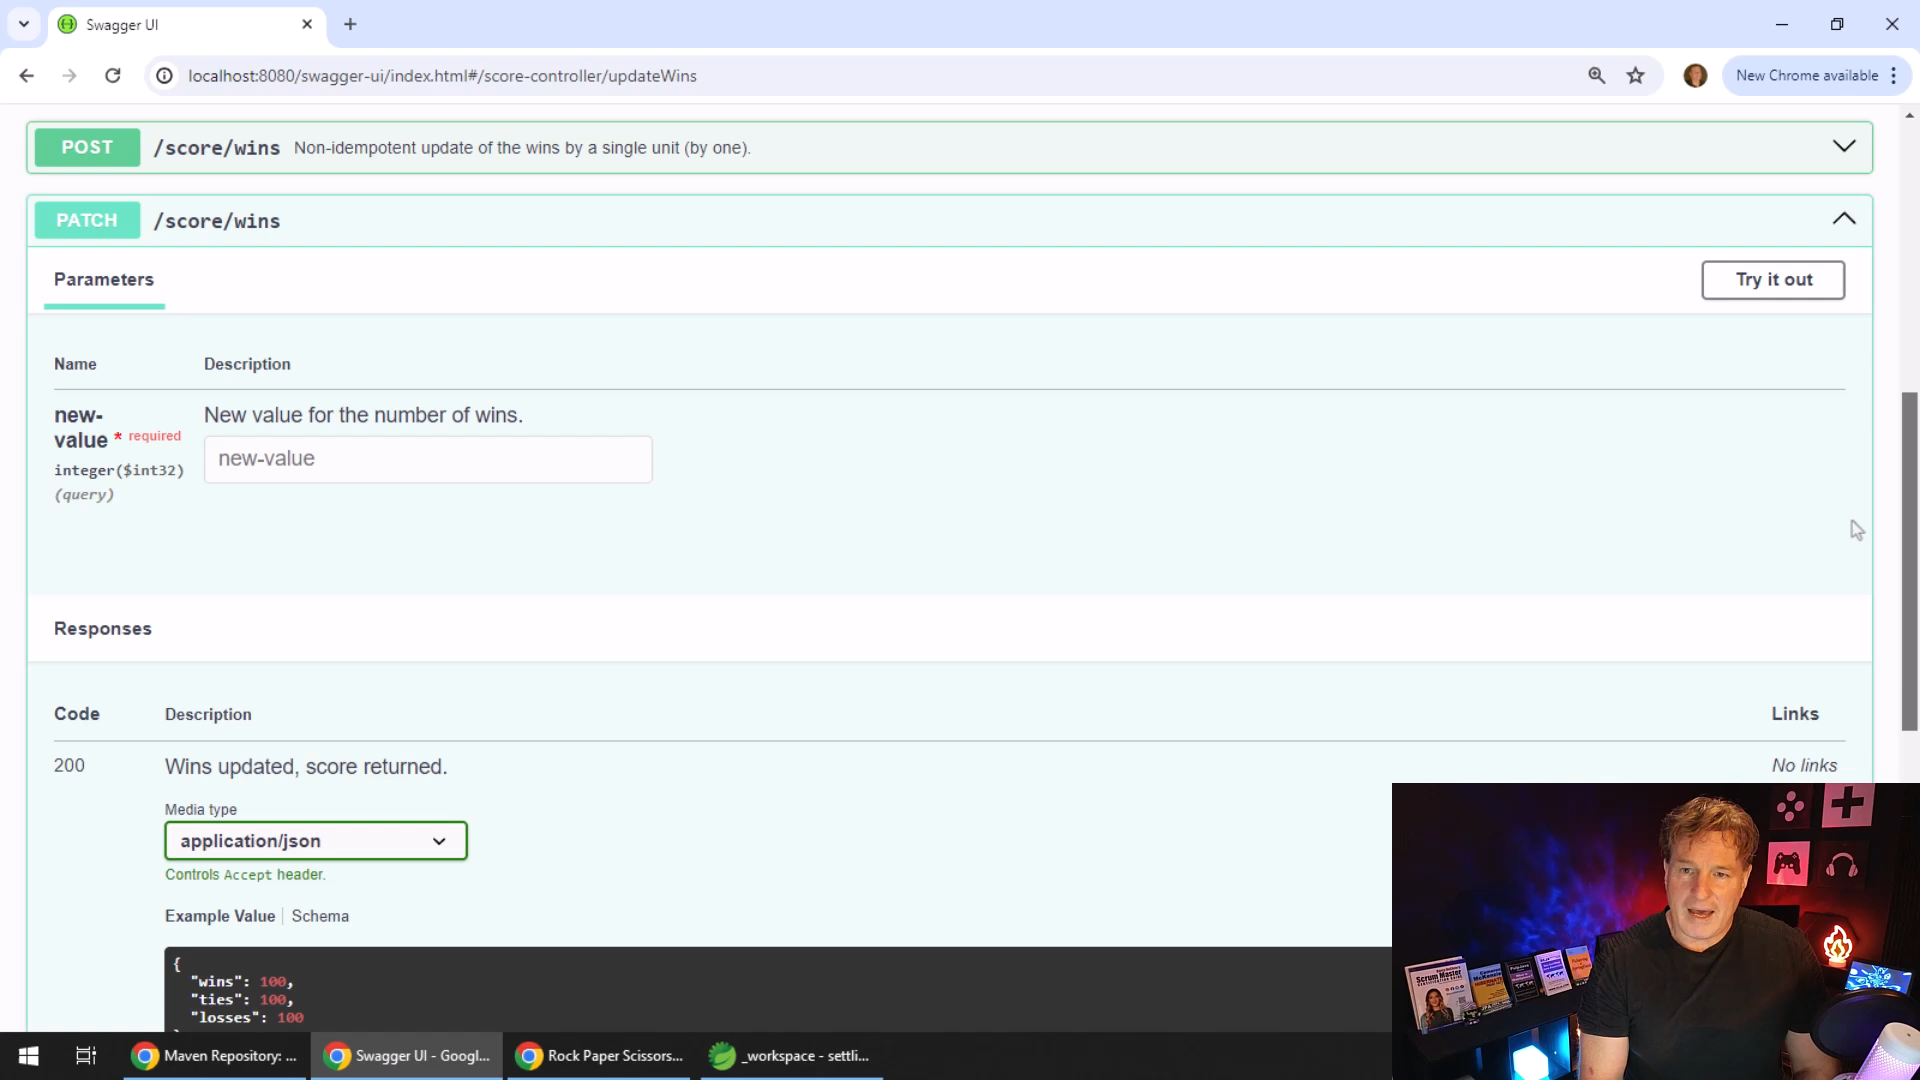 Swagger UI
localhost:8080/swagger-ui/index.html#/score-controller/updateWins
New Chrome available
POST /score/wins Non-idempotent update of the wins by a single unit (by one).
PATCH /score/wins
Parameters
Try it out
Name Description
new-
value * required
integer($int32)
(query)
New value for the number of wins.
new-value
Responses
Code Description Links
200 Wins updated, score returned. No links
Media type
application/json
Controls Accept header.
Example Value Schema
{
"wins": 100,
"ties": 100,
"losses": 100
Scrum Master
Maven Repository: ...
Swagger UI - Googl...
Rock Paper Scissors...
_workspace - settli...